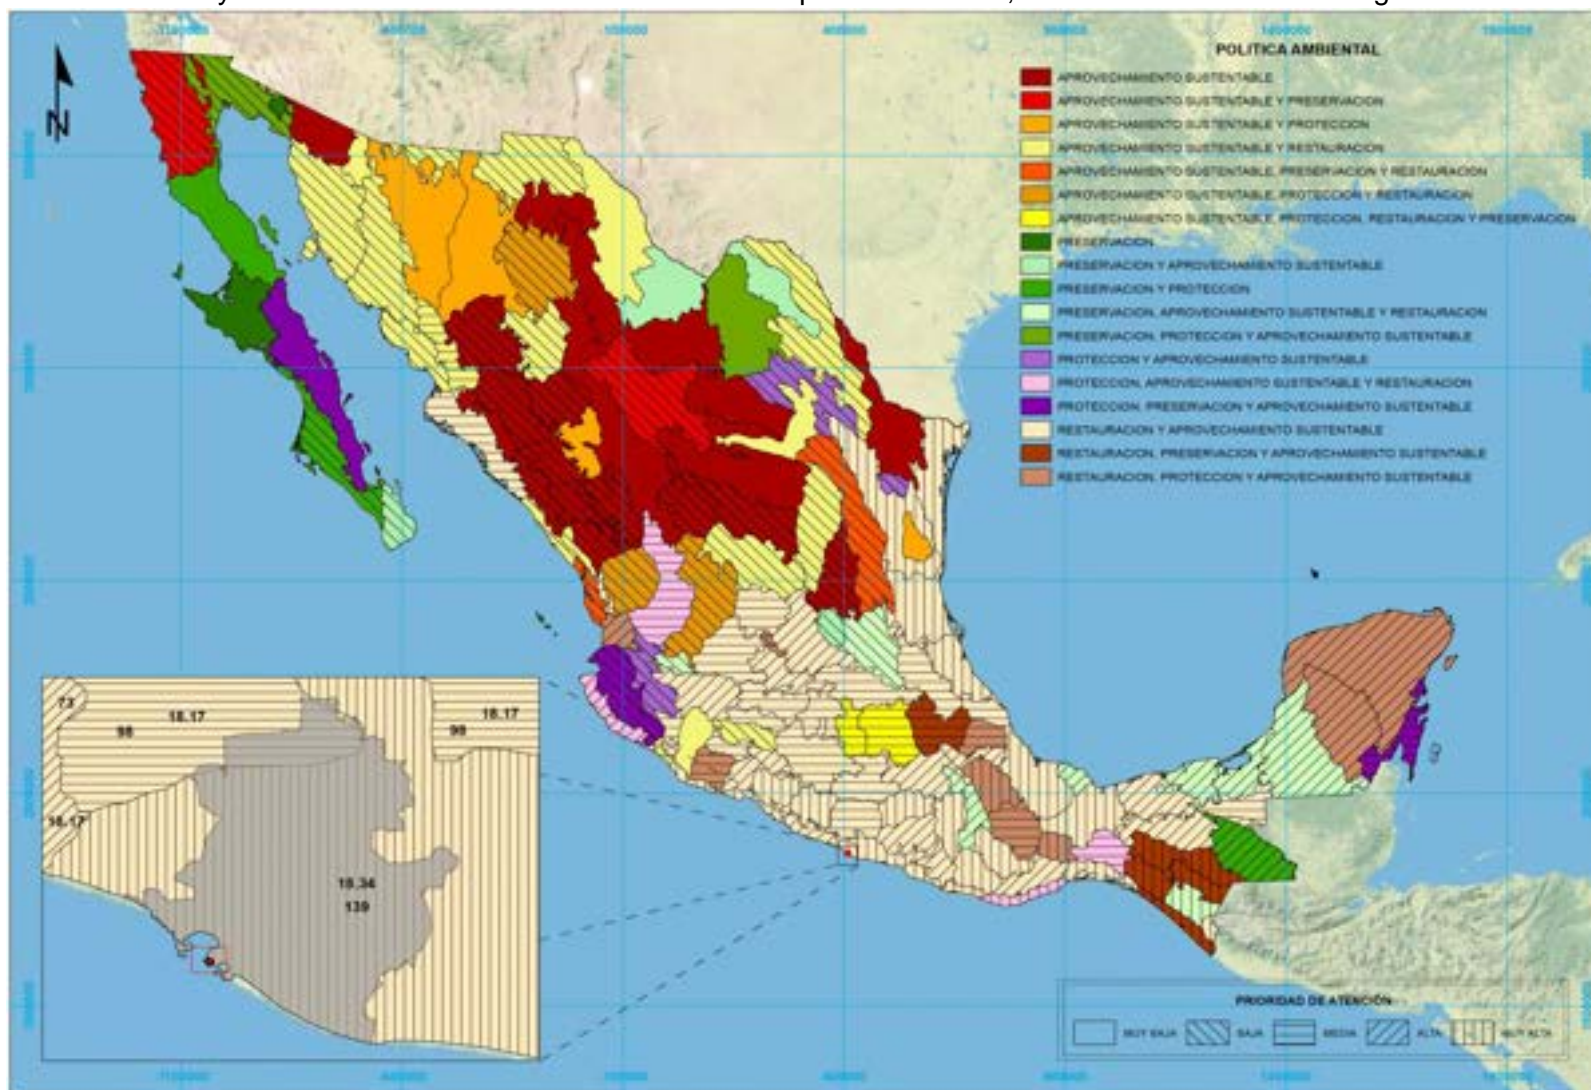 N
POLÍTICA AMBIENTAL
APROVECHAMIENTO SUSTENTABLE
APROVECHAMIENTO SUSTENTABLE Y PRESERVACION
APROVECHAMIENTO SUSTENTABLE Y PROTECCION
APROVECHAMIENTO SUSTENTABLE Y RESTAURACION
APROVECHAMIENTO SUSTENTABLE, PRESERVACION Y RESTAURACION
APROVECHAMIENTO SUSTENTABLE, PROTECCION Y RESTAURACION
APROVECHAMIENTO SUSTENTABLE, PROTECCION, RESTAURACION Y PRESERVACION
PRESERVACION
PRESERVACION Y APROVECHAMIENTO SUSTENTABLE
PRESERVACION Y PROTECCION
PRESERVACION, APROVECHAMIENTO SUSTENTABLE Y RESTAURACION
PRESERVACION, PROTECCION Y APROVECHAMIENTO SUSTENTABLE
PROTECCION Y APROVECHAMIENTO SUSTENTABLE
PROTECCION, APROVECHAMIENTO SUSTENTABLE Y RESTAURACION
PROTECCION, PRESERVACION Y APROVECHAMIENTO SUSTENTABLE
RESTAURACION Y APROVECHAMIENTO SUSTENTABLE
RESTAURACION, PRESERVACION Y APROVECHAMIENTO SUSTENTABLE
RESTAURACION, PROTECCION Y APROVECHAMIENTO SUSTENTABLE
73
18.17
98
18.17
98
18.17
18.34
139
PRIORIDAD DE ATENCIÓN
MUY BAJA BAJA MEDIA ALTA MUY ALTA